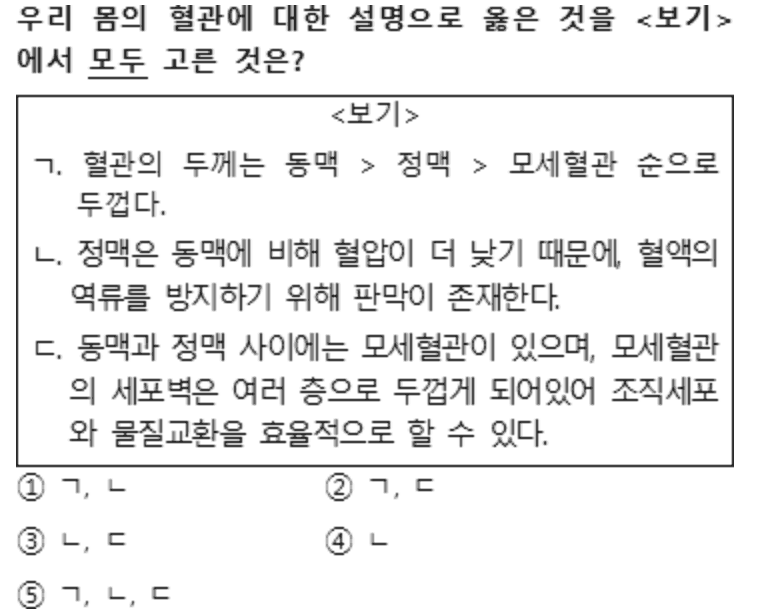 우리 몸의 혈관에 대한 설명으로 옳은 것을 <보기>
에서 모두 고른 것은?
<보기>
ㄱ. 혈관의 두께는 동맥 > 정맥 > 모세혈관 순으로
두껍다.
ㄴ. 정맥은 동맥에 비해 혈압이 더 낮기 때문에, 혈액의
역류를 방지하기 위해 판막이 존재한다.
ㄷ. 동맥과 정맥 사이에는 모세혈관이 있으며, 모세혈관
의 세포벽은 여러 층으로 두껍게 되어있어 조직세포
와 물질교환을 효율적으로 할 수 있다.
① ㄱ, ㄴ ② ㄱ, ㄷ
③ ㄴ, ㄷ ④ ㄴ
⑤ ㄱ, ㄴ, ㄷ